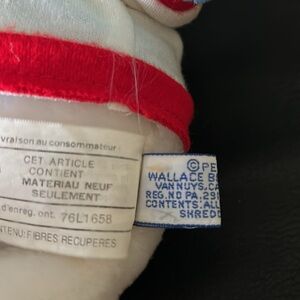 vraison au consommateur
CET ARTICLE
CONTIENT
MATERIAU NEUF
SEULEMENT
d'enreg. ont. 76L1658
TENU: FIBRES RECUPERES
©PE
WALLACE B
VAN NUYS, CA
REG. NO PA. 29
CONTENTS: ALL
SHREDD